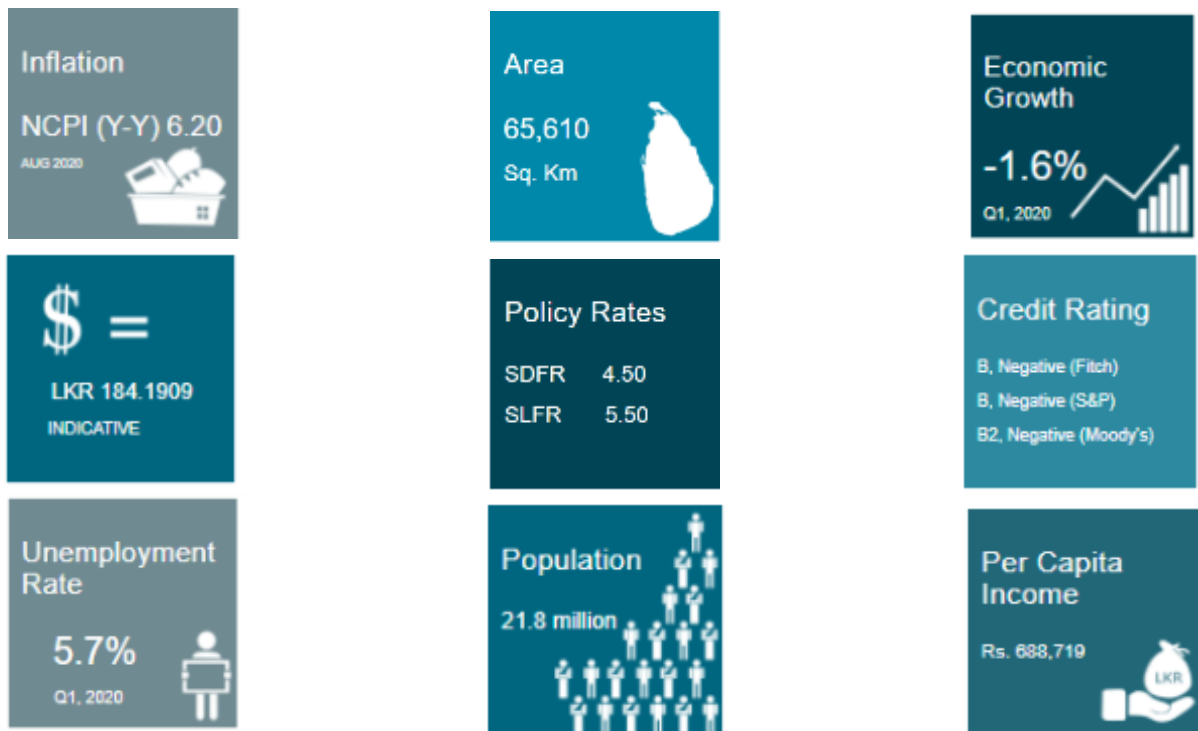 Inflation
NCPI (Y-Y) 6.20
AUG 2020
Area
65,610
Sq. Km
Economic
Growth
-1.6%
Q1, 2020
$ =
LKR 184.1909
INDICATIVE
Policy Rates
SDFR 4.50
SLFR 5.50
Credit Rating
B, Negative (Fitch)
B, Negative (S&P)
B2, Negative (Moody's)
Unemployment
Rate
5.7%
Q1, 2020
Population
21.8 million
Per Capita
Income
Rs. 688,719
LKR